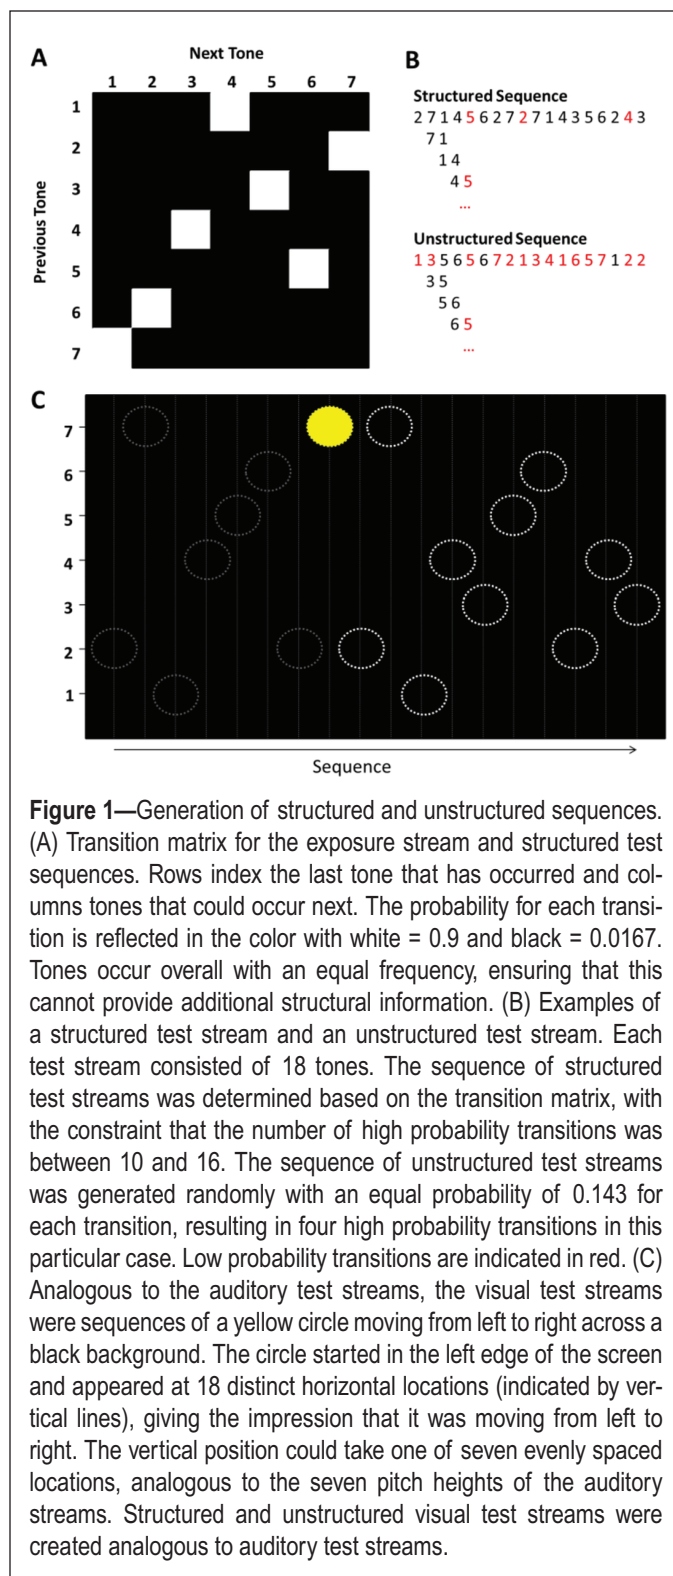 A
Next Tone
1 2 3 4 5 6 7
Previous Tone
1
2
3
4
5
6
7
B
Structured Sequence
2 7 1 4 5 6 2 7 2 7 1 4 3 5 6 2 4 3
7 1
1 4
4 5
...
Unstructured Sequence
1 3 5 6 5 6 7 2 1 3 4 1 6 5 7 1 2 2
3 5
5 6
6 5
...
C
7
6
5
4
3
2
1
Sequence
Figure 1—Generation of structured and unstructured sequences.
(A) Transition matrix for the exposure stream and structured test
sequences. Rows index the last tone that has occurred and col-
umns tones that could occur next. The probability for each transi-
tion is reflected in the color with white = 0.9 and black = 0.0167.
Tones occur overall with an equal frequency, ensuring that this
cannot provide additional structural information. (B) Examples of
a structured test stream and an unstructured test stream. Each
test stream consisted of 18 tones. The sequence of structured
test streams was determined based on the transition matrix, with
the constraint that the number of high probability transitions was
between 10 and 16. The sequence of unstructured test streams
was generated randomly with an equal probability of 0.143 for
each transition, resulting in four high probability transitions in this
particular case. Low probability transitions are indicated in red. (C)
Analogous to the auditory test streams, the visual test streams
were sequences of a yellow circle moving from left to right across a
black background. The circle started in the left edge of the screen
and appeared at 18 distinct horizontal locations (indicated by ver-
tical lines), giving the impression that it was moving from left to
right. The vertical position could take one of seven evenly spaced
locations, analogous to the seven pitch heights of the auditory
streams. Structured and unstructured visual test streams were
created analogous to auditory test streams.